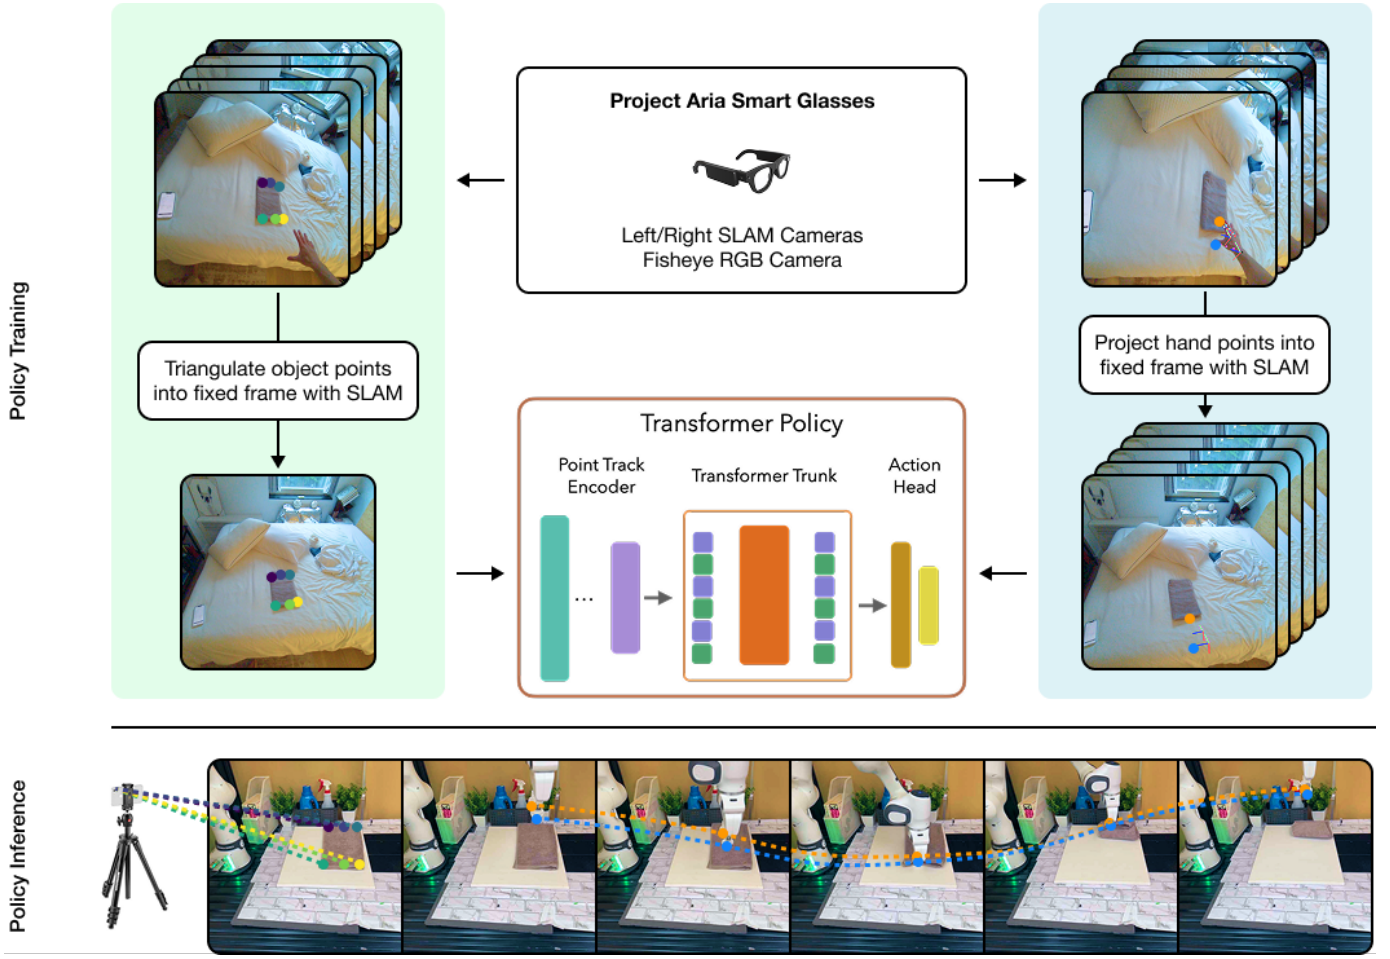 Policy Training
Project Aria Smart Glasses
Left/Right SLAM Cameras
Fisheye RGB Camera
Triangulate object points
into fixed frame with SLAM
Project hand points into
fixed frame with SLAM
Transformer Policy
Point Track
Encoder
...
Transformer Trunk
Action
Head
Policy Inference